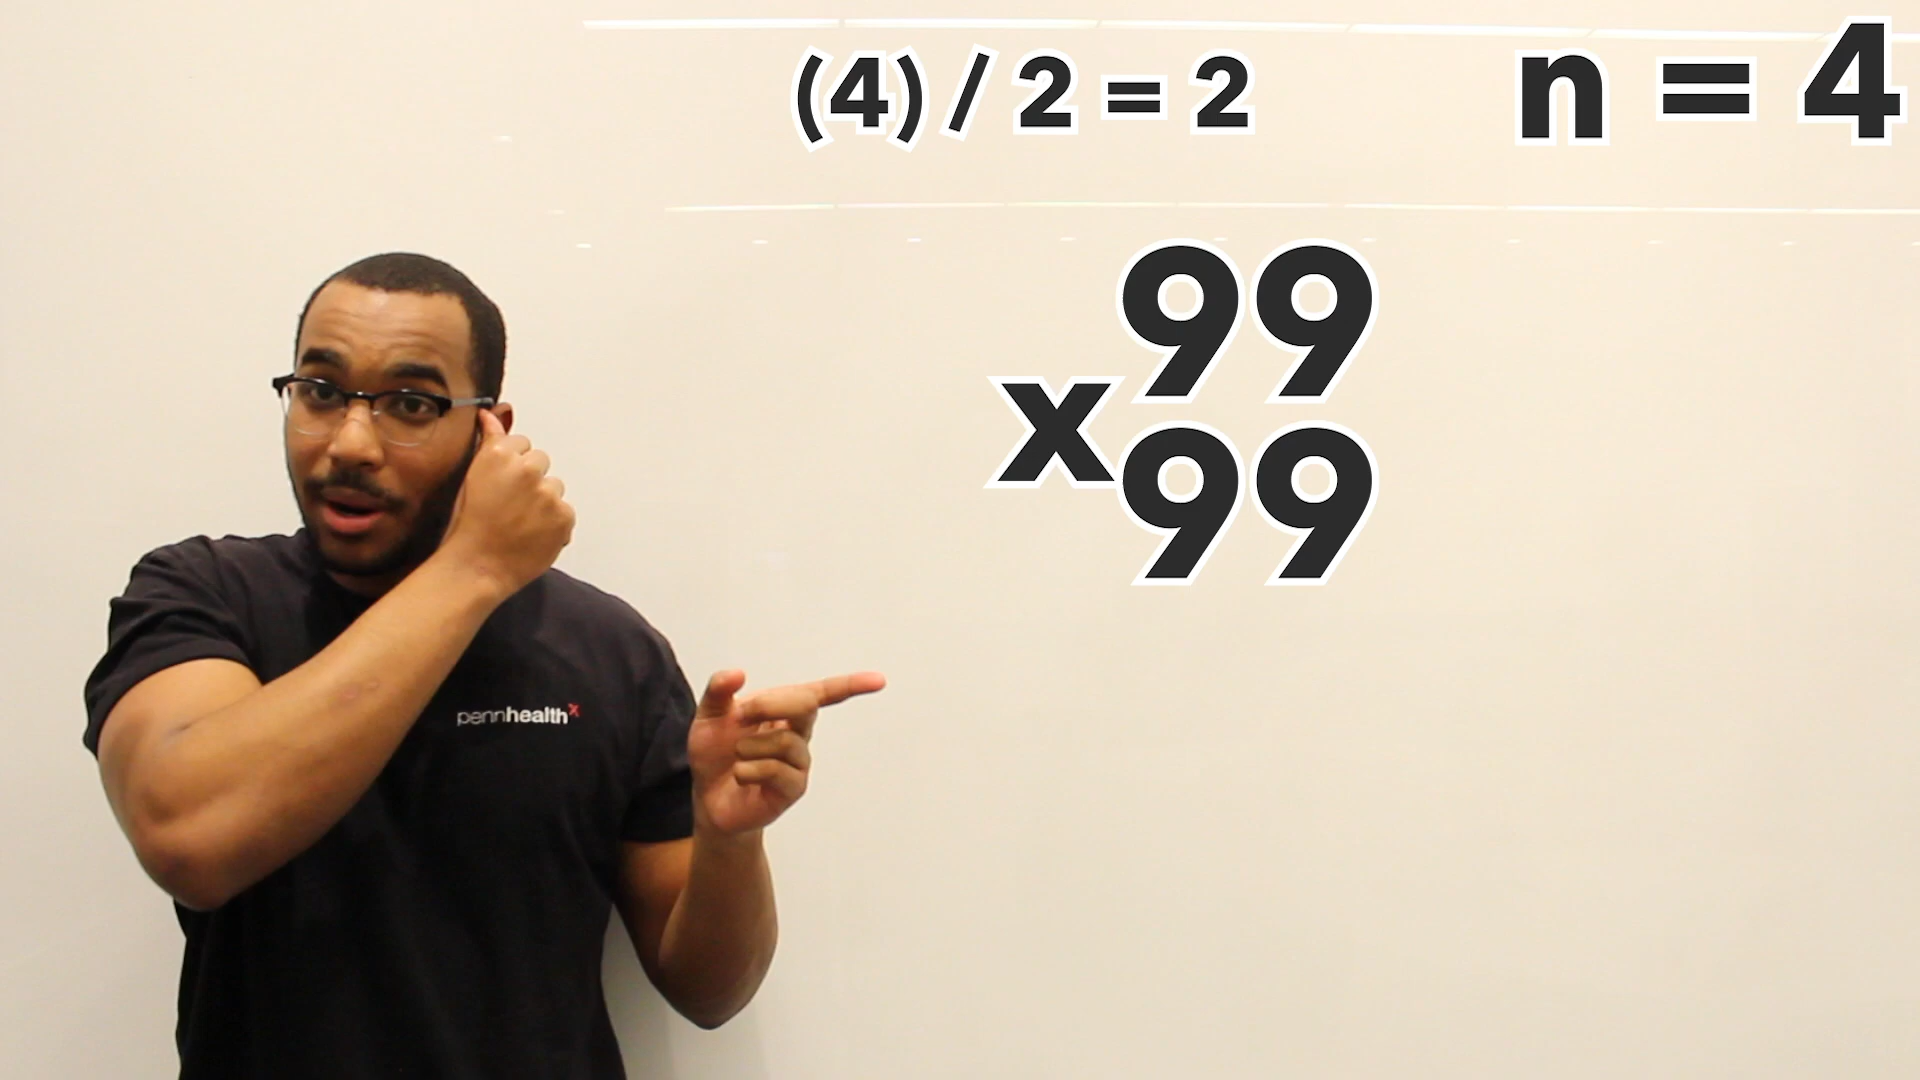 (4) / 2 = 2
n = 4
99
x 99
pennhealthx